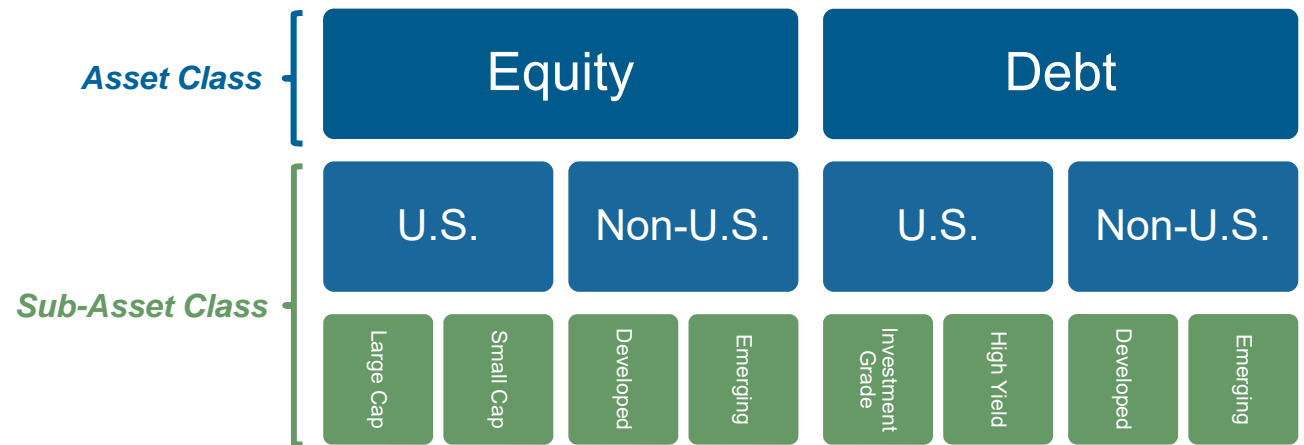 Asset Class
Equity
Debt
Sub-Asset Class
U.S.
Non-U.S.
U.S.
Non-U.S.
Large Cap
Small Cap
Developed
Emerging
Investment
Grade
High Yield
Developed
Emerging